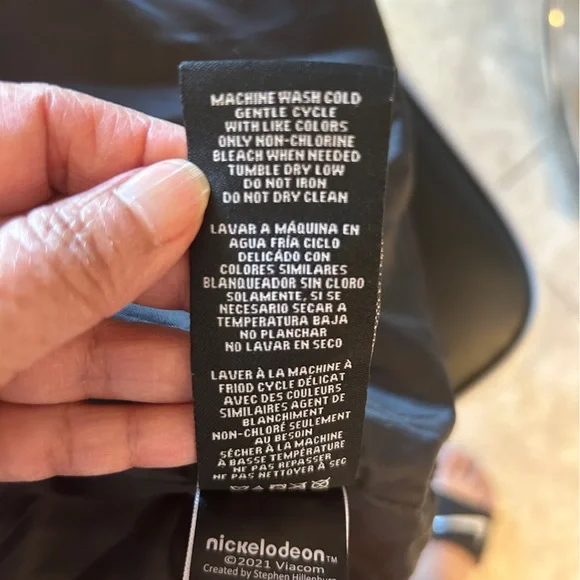 MACHINE WASH COLD
GENTLE CYCLE
WITH LIKE COLORS
ONLY NON-CHLORINE
BLEACH WHEN NEEDED
TUMBLE DRY LOW
DO NOT IRON
DO NOT DRY CLEAN
LAVAR A MÁQUINA EN
AGUA FRÍA CICLO
DELICADO CON
COLORES SIMILARES
BLANQUEADOR SIN CLORO
SOLAMENTE, SI SE
NECESARIO SECAR A
TEMPERATURA BAJA
NO PLANCHAR
NO LAVAR EN SECO
LAVER À LA MACHINE À
FRIOD CYCLE DÉLICAT
AVEC DES COULEURS
SIMILAIRES AGENT DE
BLANCHIMENT
NON-CHLORÉ SEULEMENT
AU BESOIN
SÉCHER À LA MACHINE
À BASSE TEMPÉRATURE
NE PAS REPASSER
NE PAS NETTOYER À SEC
nickelodeon™
©2021 Viacom
Created by Stephen